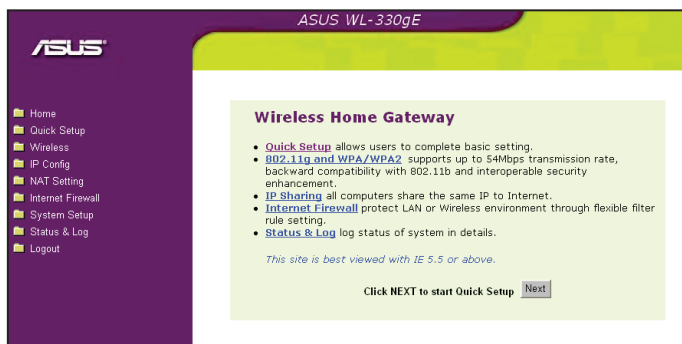 ASUS WL-330gE
ASUS
Home
Quick Setup
Wireless
IP Config
NAT Setting
Internet Firewall
System Setup
Status & Log
Logout
Wireless Home Gateway
• Quick Setup allows users to complete basic setting.
• 802.11g and WPA/WPA2 supports up to 54Mbps transmission rate,
backward compatibility with 802.11b and interoperable security
enhancement.
• IP Sharing all computers share the same IP to Internet.
• Internet Firewall protect LAN or Wireless environment through flexible filter
rule setting.
• Status & Log log status of system in details.
This site is best viewed with IE 5.5 or above.
Click NEXT to start Quick Setup Next